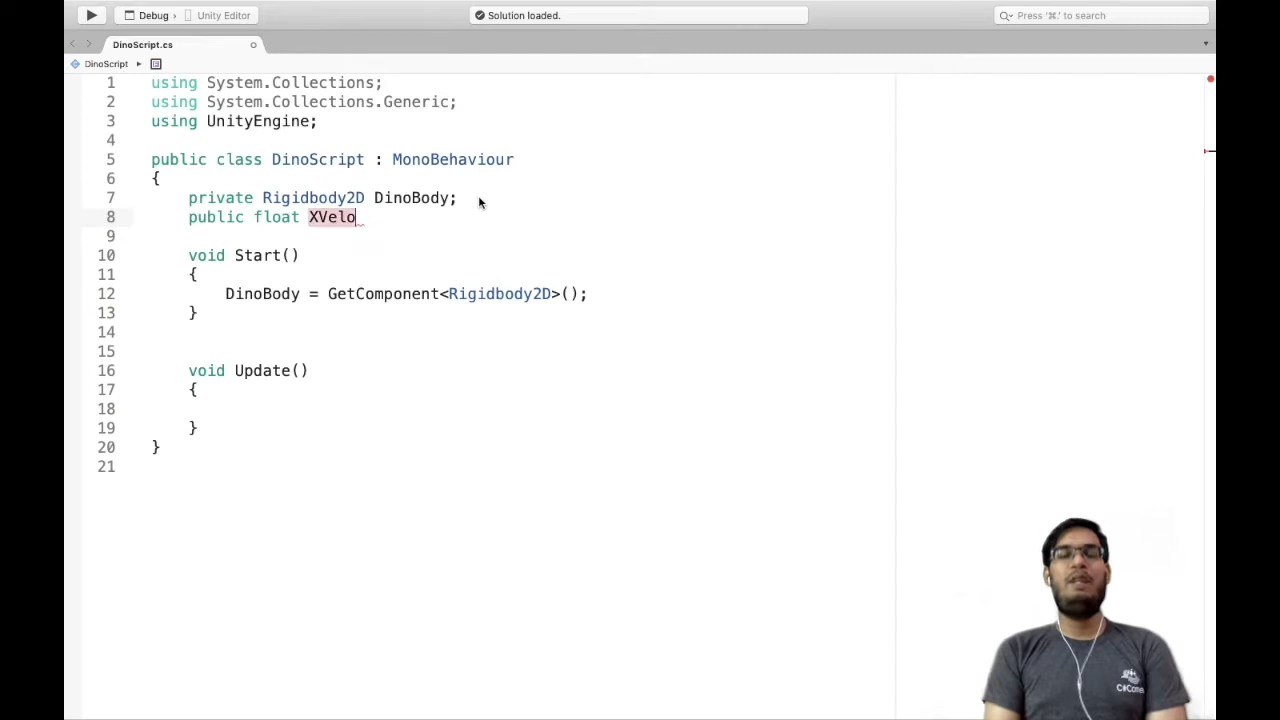 Debug › Unity Editor
Solution loaded.
Press '⌘.' to search
DinoScript.cs
DinoScript
1 using System.Collections;
2 using System.Collections.Generic;
3 using UnityEngine;
4
5 public class DinoScript : MonoBehaviour
6 {
7 private Rigidbody2D DinoBody;
8 public float XVelo
9
10 void Start()
11 {
12 DinoBody = GetComponent<Rigidbody2D>();
13 }
14
15
16 void Update()
17 {
18
19 }
20 }
21